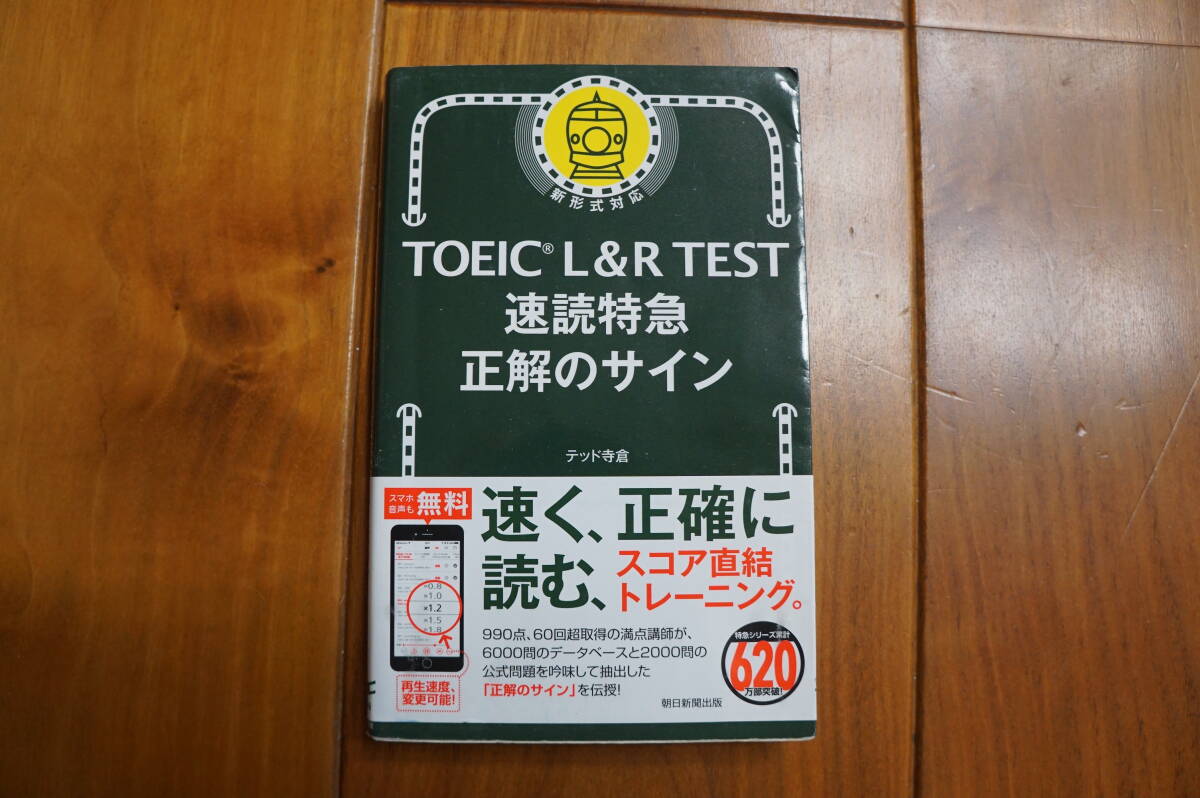 新形式対応
TOEIC® L&R TEST
速読特急
正解のサイン
テッド寺倉
スマホ
音声も
無料
速く、正確に
読む、
スコア直結
トレーニング。
×0.8
×1.0
×1.2
×1.5
×1.8
再生速度、
変更可能!
990点、60回超取得の満点講師が、
6000問のデータベースと2000問の
公式問題を吟味して抽出した
「正解のサイン」を伝授!
特急シリーズ累計
620
万部突破!
朝日新聞出版